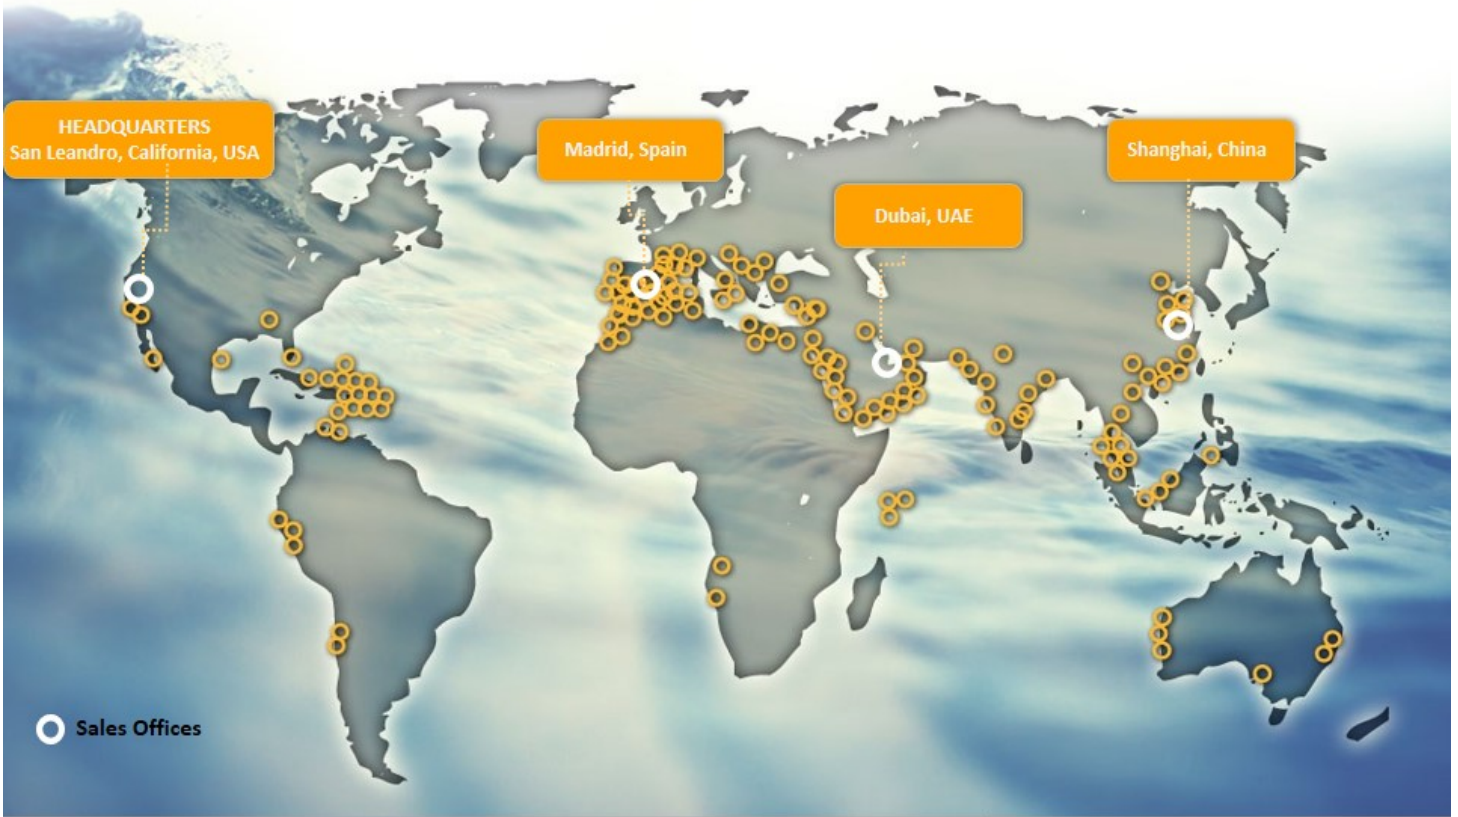 HEADQUARTERS
San Leandro, California, USA
Madrid, Spain
Shanghai, China
Dubai, UAE
Sales Offices